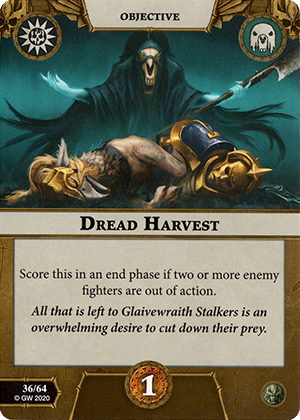 OBJECTIVE
DREAD HARVEST
Score this in an end phase if two or more enemy
fighters are out of action.
All that is left to Glaivewraith Stalkers is an
overwhelming desire to cut down their prey.
36/64
© GW 2020
1